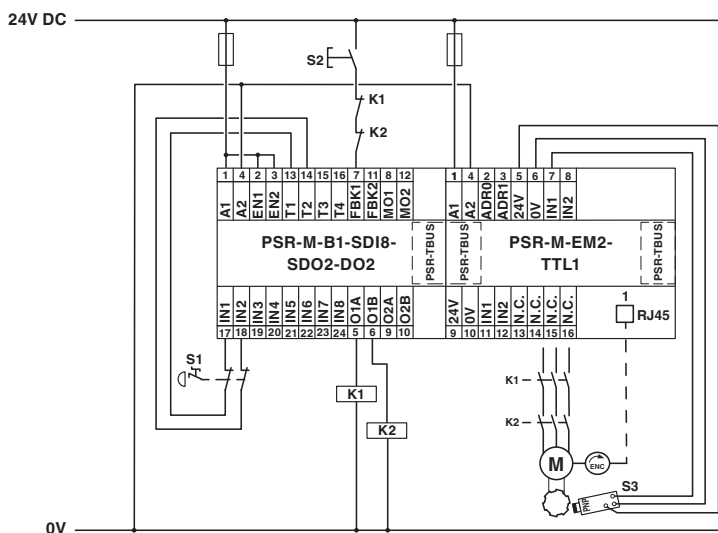 24V DC
S2
K1
K2
1 4 2 3 13 14 15 16 7 11 8 12
A1 A2 EN1 EN2 T1 T2 T3 T4 FBK1 FBK2 MO1 MO2
1 4 2 3 5 6 7 8
A1 A2 ADR0 ADR1 24V 0V IN1 IN2
PSR-M-B1-SDI8-
SDO2-DO2
PSR-TBUS
PSR-TBUS
PSR-M-EM2-
TTL1
PSR-TBUS
IN1 IN2 IN3 IN4 IN5 IN6 IN7 IN8 O1A O1B O2A O2B
17 18 19 20 21 22 23 24 5 6 9 10
24V 0V IN1 IN2 N.C. N.C. N.C. N.C.
9 10 11 12 13 14 15 16
1
RJ45
S1
K1
K2
K1
K2
M
ENC
PNP
S3
0V